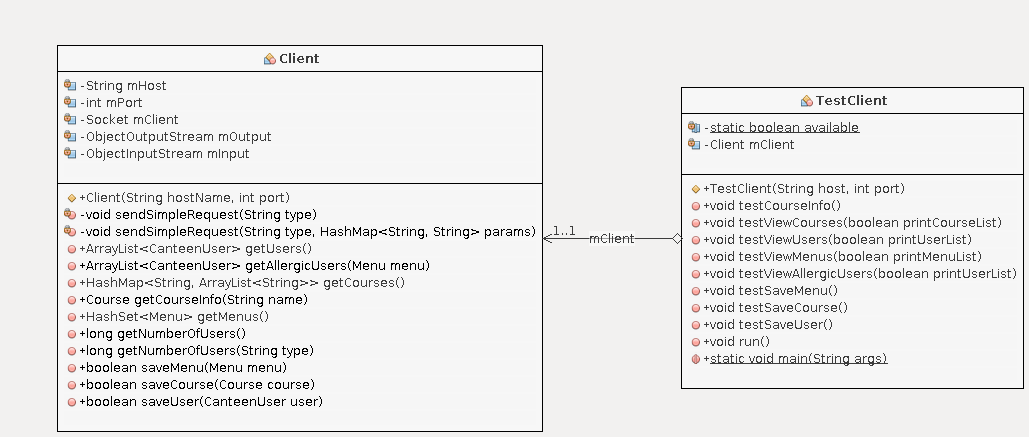 Client
-String mHost
-int mPort
-Socket mClient
-ObjectOutputStream mOutput
-ObjectInputStream mInput
+Client(String hostName, int port)
-void sendSimpleRequest(String type)
-void sendSimpleRequest(String type, HashMap<String, String> params)
+ArrayList<CanteenUser> getUsers()
+ArrayList<CanteenUser> getAllergicUsers(Menu menu)
+HashMap<String, ArrayList<String>> getCourses()
+Course getCourseInfo(String name)
+HashSet<Menu> getMenus()
+long getNumberOfUsers()
+long getNumberOfUsers(String type)
+boolean saveMenu(Menu menu)
+boolean saveCourse(Course course)
+boolean saveUser(CanteenUser user)
1..1
mClient
TestClient
-static boolean available
-Client mClient
+TestClient(String host, int port)
+void testCourseInfo()
+void testViewCourses(boolean printCourseList)
+void testViewUsers(boolean printUserList)
+void testViewMenus(boolean printMenuList)
+void testViewAllergicUsers(boolean printUserList)
+void testSaveMenu()
+void testSaveCourse()
+void testSaveUser()
+void run()
+static void main(String args)